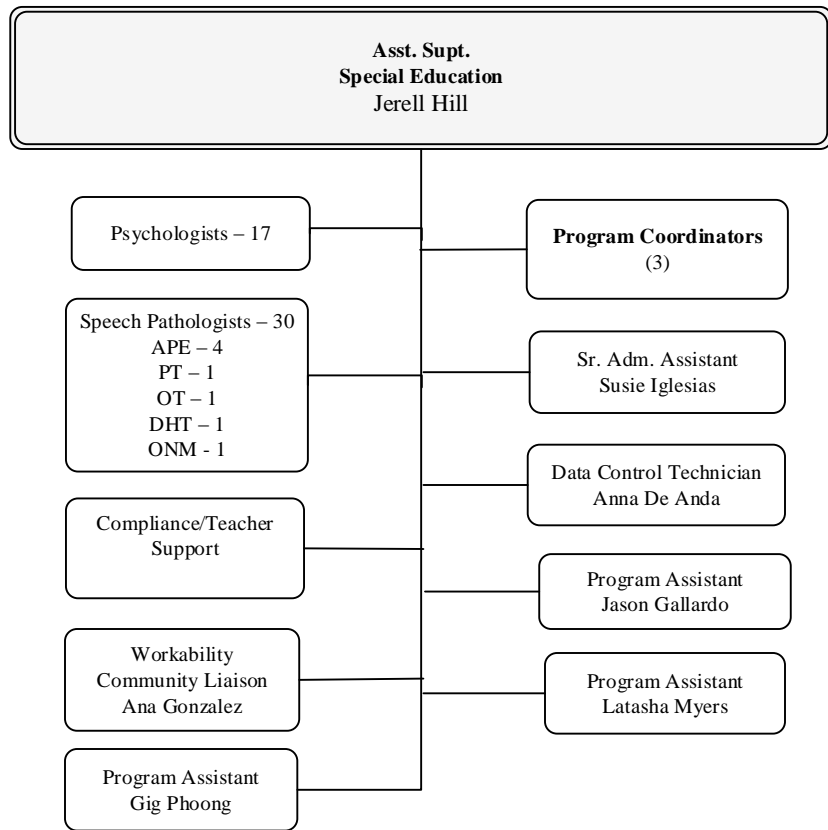 Asst. Supt.
Special Education
Jerell Hill
Psychologists – 17
Program Coordinators
(3)
Speech Pathologists – 30
APE – 4
PT – 1
OT – 1
DHT – 1
ONM - 1
Sr. Adm. Assistant
Susie Iglesias
Data Control Technician
Anna De Anda
Compliance/Teacher
Support
Program Assistant
Jason Gallardo
Workability
Community Liaison
Ana Gonzalez
Program Assistant
Latasha Myers
Program Assistant
Gig Phoong